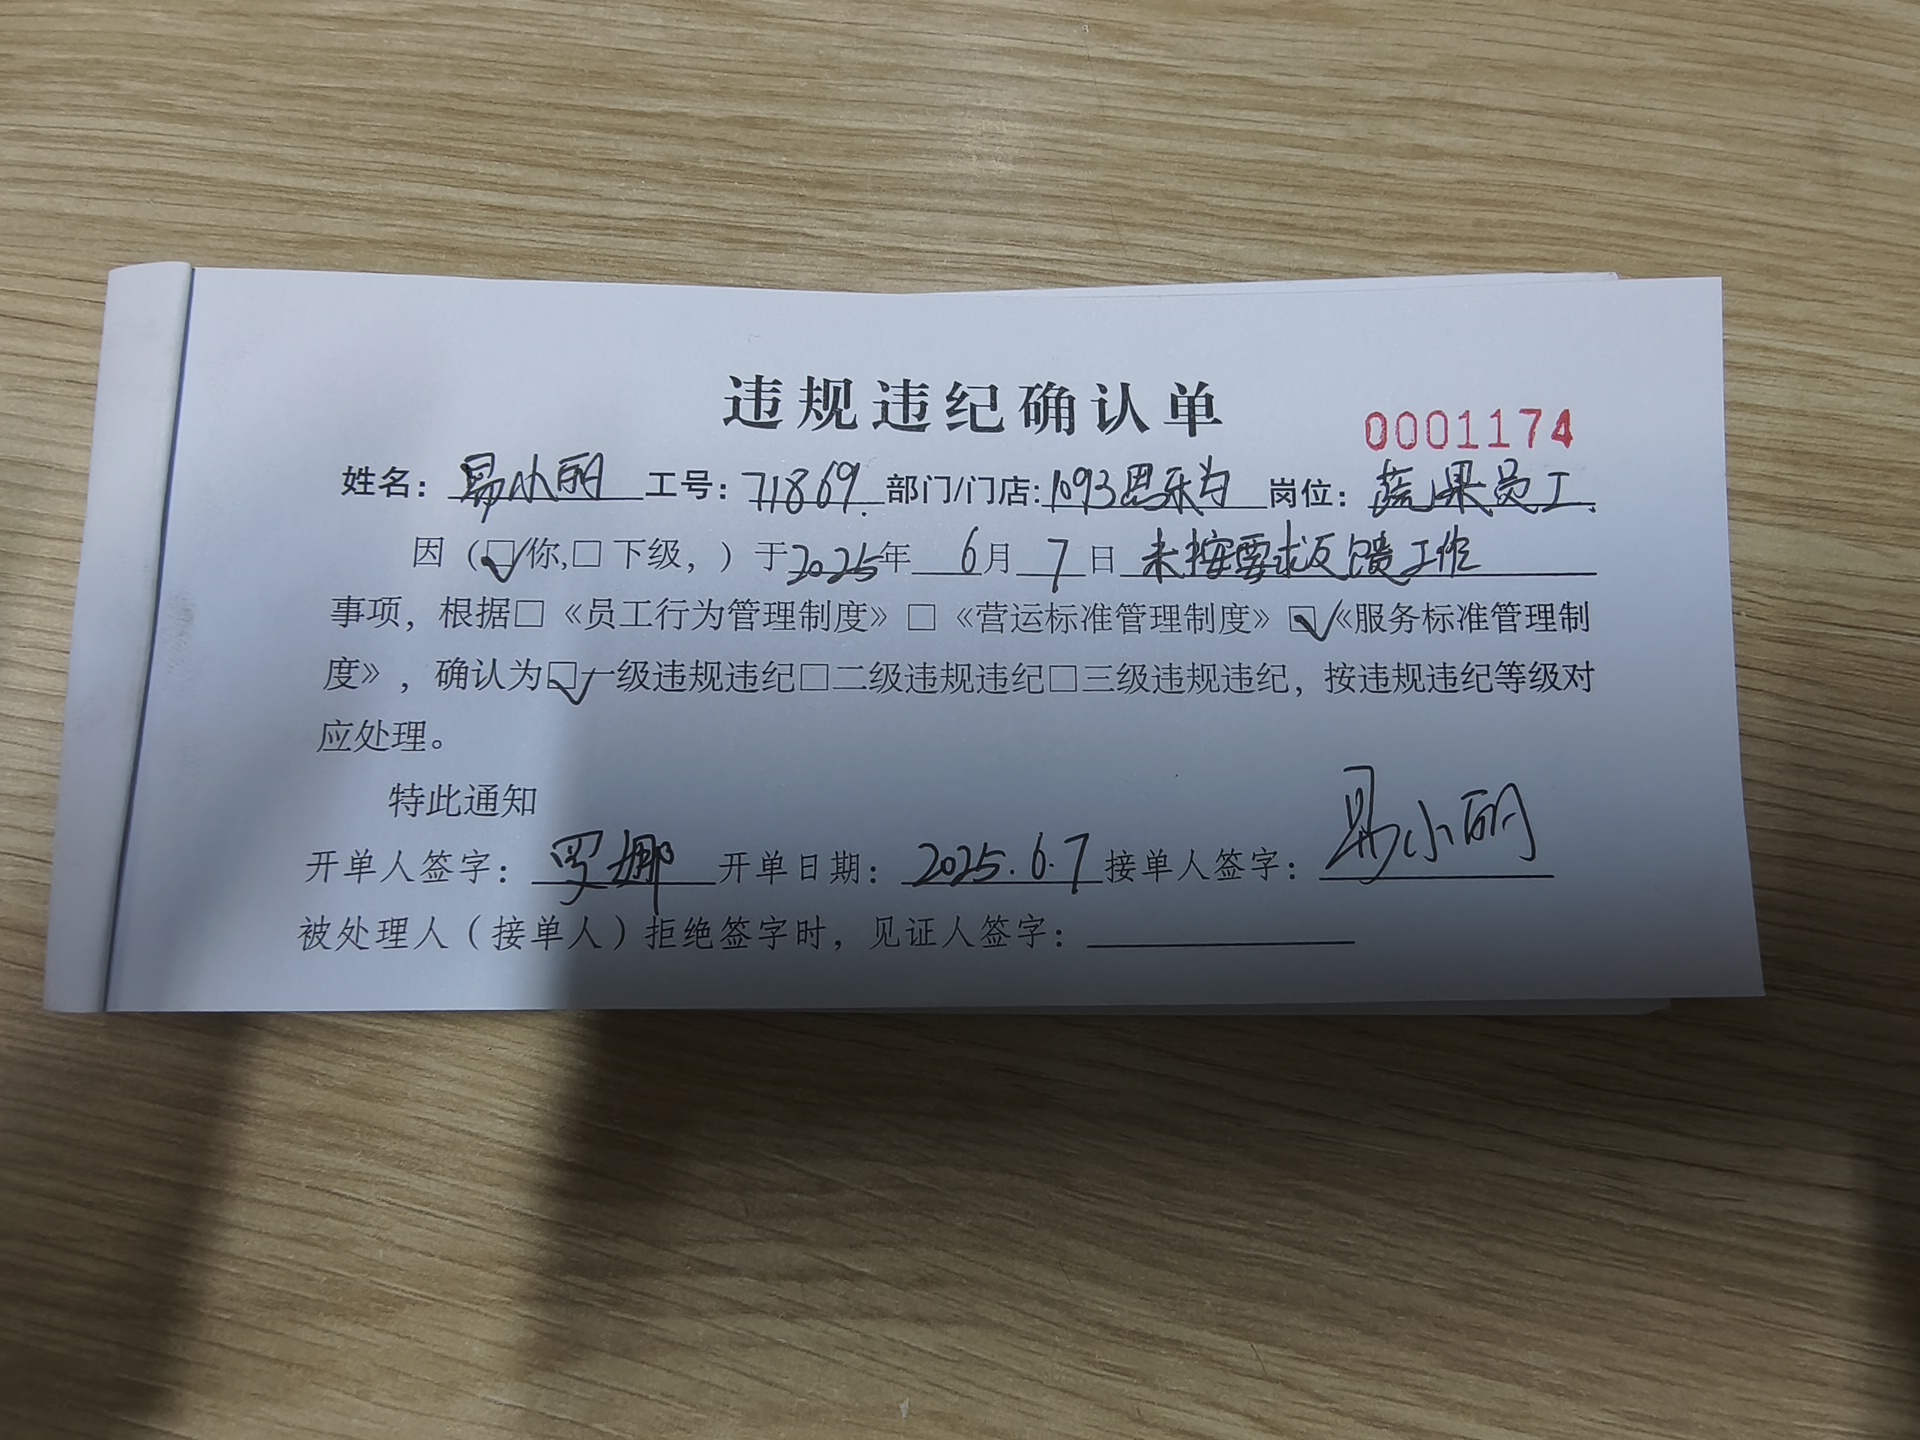 违规违纪确认单
0001174
姓名：易小丽 工号：71869. 部门/门店：1093思乐为 岗位：蔬果员工.
因（☑你,□下级，）于2025年 6月 7日 未按要求反馈工作
事项，根据□《员工行为管理制度》□《营运标准管理制度》☑《服务标准管理制
度》，确认为☑一级违规违纪□二级违规违纪□三级违规违纪，按违规违纪等级对
应处理。
特此通知
开单人签字：罗娜 开单日期：2025.6.7 接单人签字：易小丽
被处理人（接单人）拒绝签字时，见证人签字：